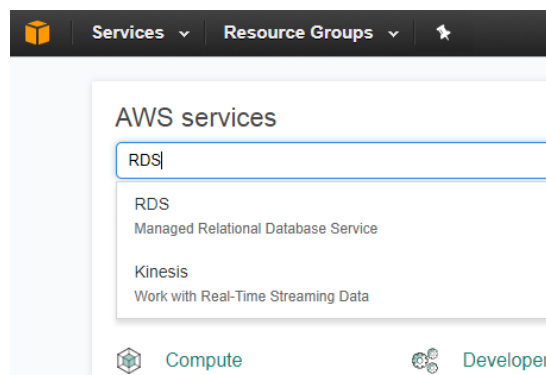 Services Resource Groups
AWS services
RDS
RDS
Managed Relational Database Service
Kinesis
Work with Real-Time Streaming Data
Compute Developer